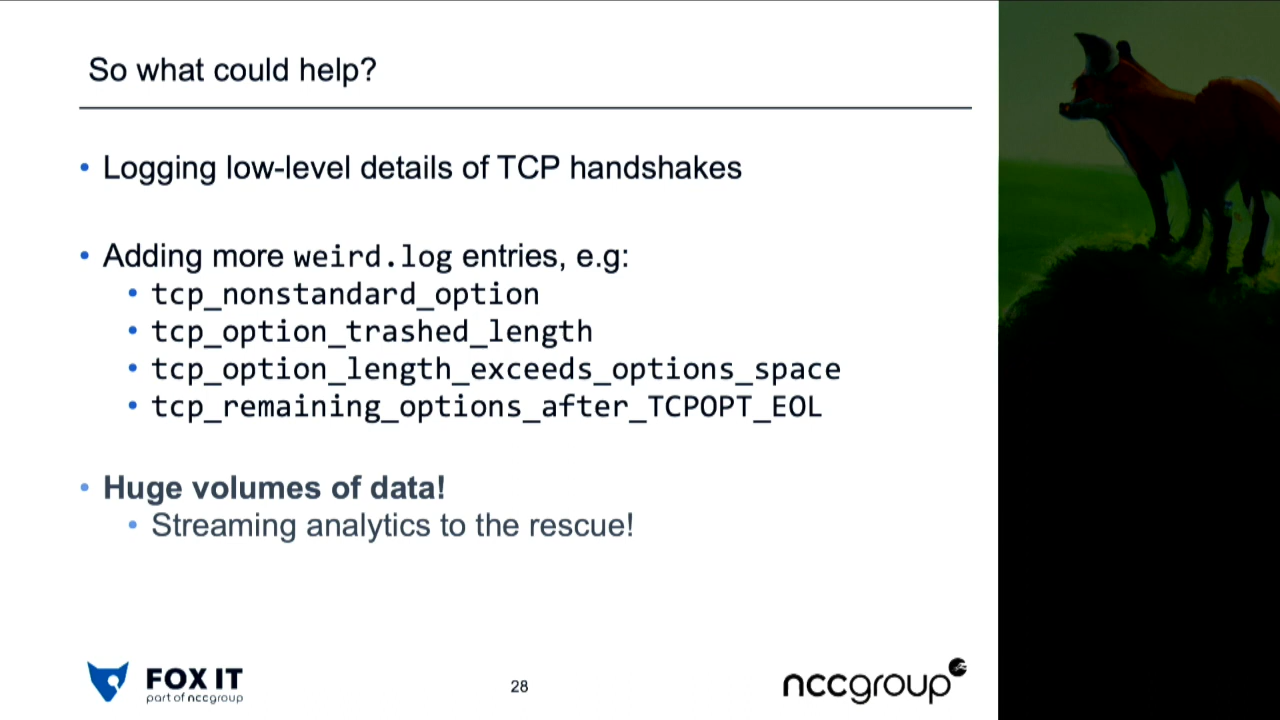 So what could help?
• Logging low-level details of TCP handshakes
• Adding more weird.log entries, e.g:
• tcp_nonstandard_option
• tcp_option_trashed_length
• tcp_option_length_exceeds_options_space
• tcp_remaining_options_after_TCPOPT_EOL
• Huge volumes of data!
• Streaming analytics to the rescue!
FOX IT
part of nccgroup
28
nccgroup